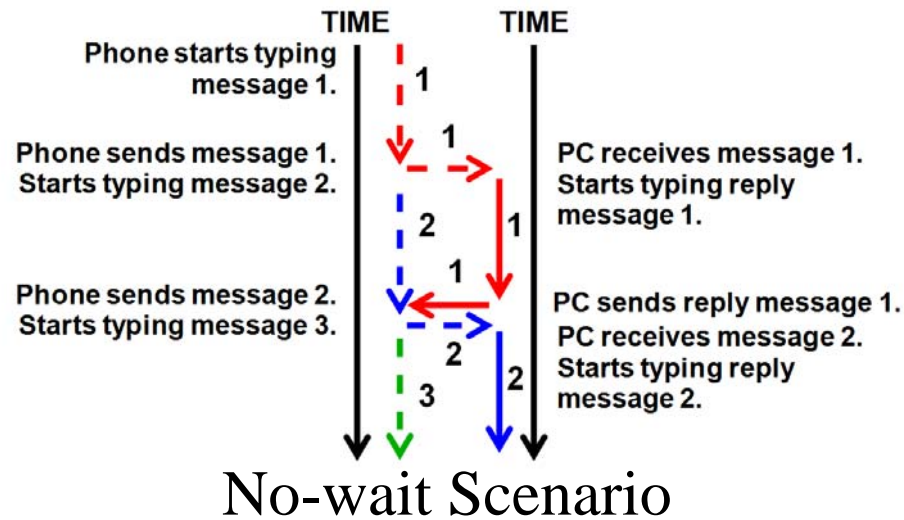 TIME TIME
Phone starts typing
message 1.
1
1
Phone sends message 1.
Starts typing message 2.
PC receives message 1.
Starts typing reply
message 1.
2
1
1
Phone sends message 2.
Starts typing message 3.
PC sends reply message 1.
PC receives message 2.
Starts typing reply
message 2.
2
3
2
No-wait Scenario